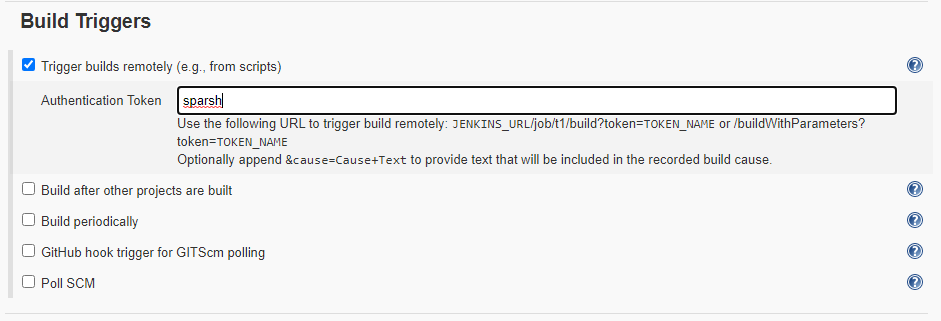 Build Triggers
Trigger builds remotely (e.g., from scripts)
Authentication Token sparsh
Use the following URL to trigger build remotely: JENKINS_URL/job/t1/build?token=TOKEN_NAME or /buildWithParameters?
token=TOKEN_NAME
Optionally append &cause=Cause+Text to provide text that will be included in the recorded build cause.
Build after other projects are built
Build periodically
GitHub hook trigger for GITScm polling
Poll SCM